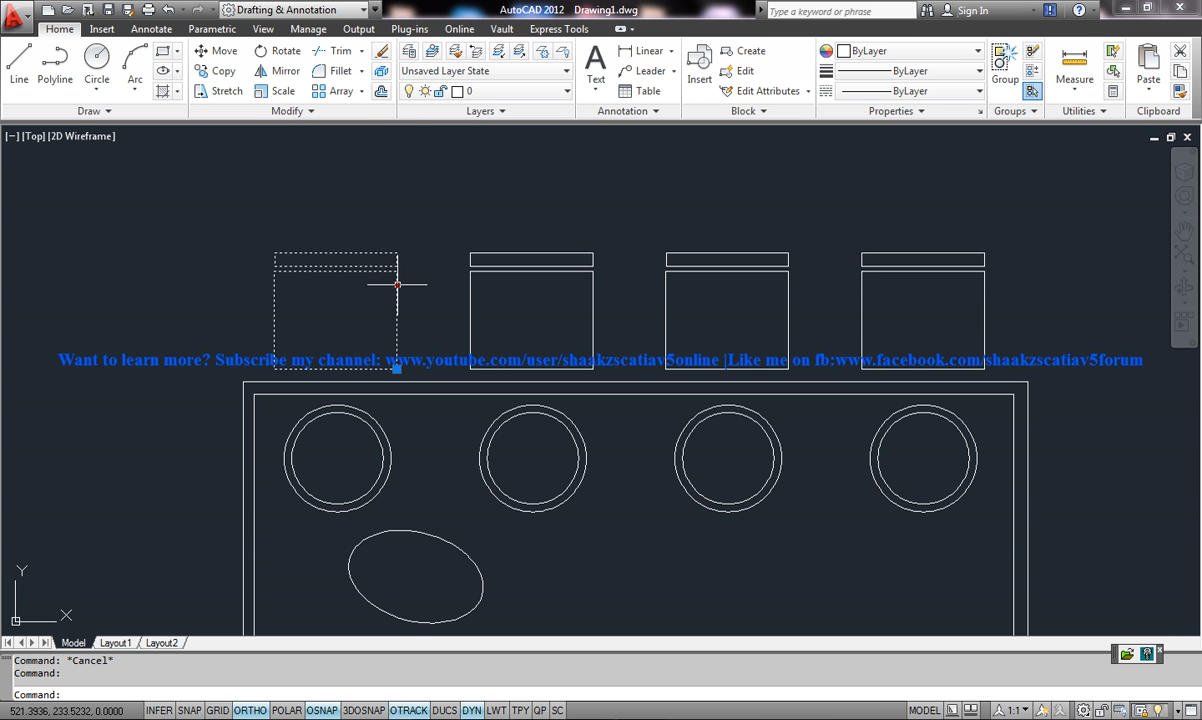 AutoCAD 2012 Drawing1.dwg
Drafting & Annotation
Type a keyword or phrase
Sign In
Home Insert Annotate Parametric View Manage Output Plug-ins Online Vault Express Tools
Line Polyline Circle Arc
Move Rotate Trim
Copy Mirror Fillet
Stretch Scale Array
Unsaved Layer State
0
Text
Linear
Leader
Table
Insert
Create
Edit
Edit Attributes
ByLayer
ByLayer
ByLayer
Group
Measure
Paste
Draw Modify Layers Annotation Block Properties Groups Utilities Clipboard
[−] [Top] [2D Wireframe]
Want to learn more? Subscribe my channel: www.youtube.com/user/shaakzscatiav5online |Like me on fb:www.facebook.com/shaakzscatiav5forum
Y
X
Model Layout1 Layout2
Command: *Cancel*
Command:
Command:
521.3936, 233.5232, 0.0000
INFER SNAP GRID ORTHO POLAR OSNAP 3DOSNAP OTRACK DUCS DYN LWT TPY QP SC
MODEL
1:1